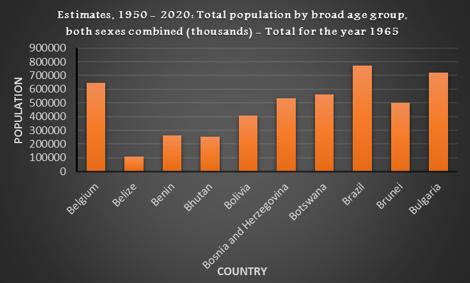 Estimates, 1950 - 2020: Total population by broad age group,
both sexes combined (thousands) - Total for the year 1965
POPULATION
900000
800000
700000
600000
500000
400000
300000
200000
100000
0
Belgium
Belize
Benin
Bhutan
Bolivia
Bosnia and Herzegovina
Botswana
Brazil
Brunei
Bulgaria
COUNTRY